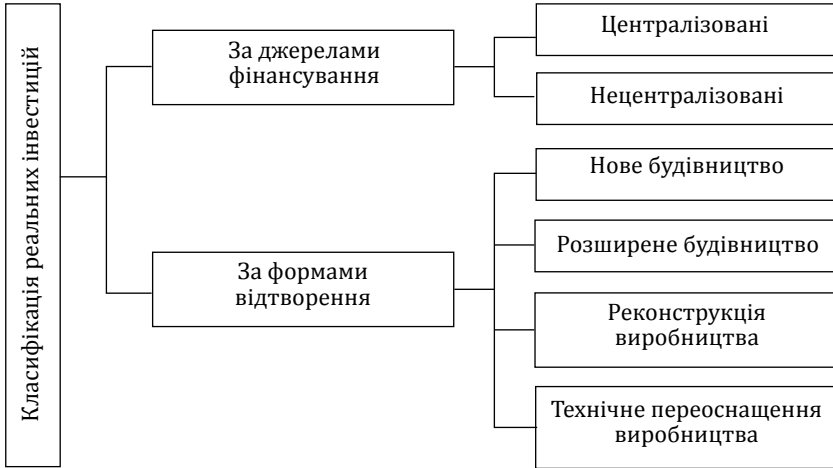 Класифікація реальних інвестицій
За джерелами
фінансування
Централізовані
Нецентралізовані
За формами
відтворення
Нове будівництво
Розширене будівництво
Реконструкція
виробництва
Технічне переоснащення
виробництва